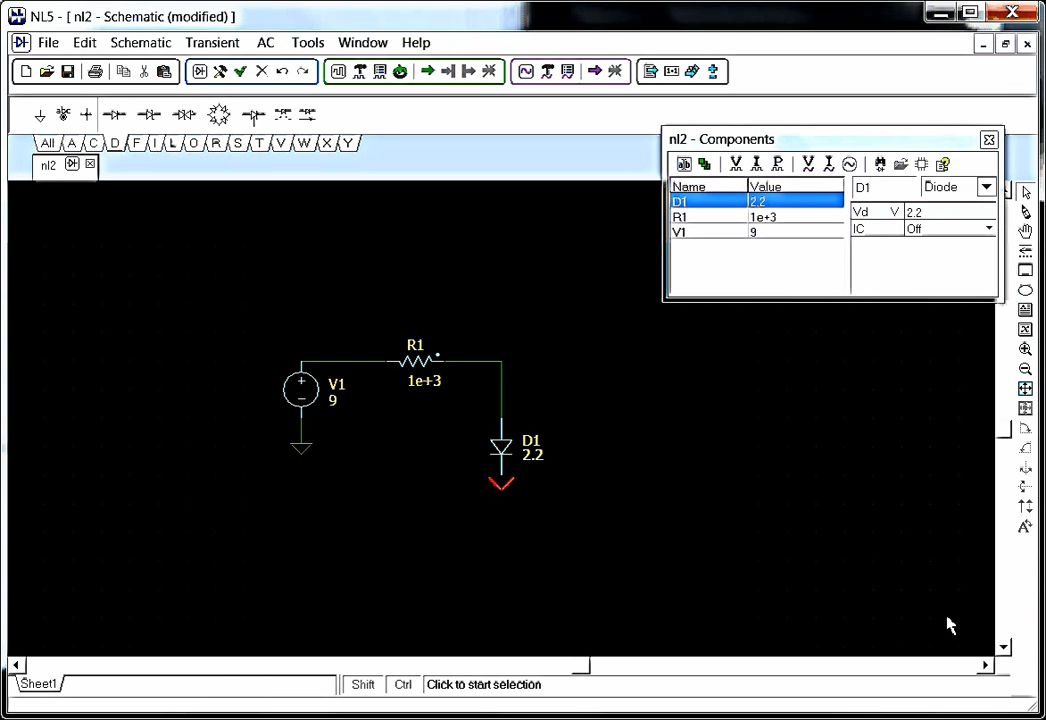 NL5 - [ nl2 - Schematic (modified) ]
File Edit Schematic Transient AC Tools Window Help
All A C D F I L O R S T V W X Y
nl2
nl2 - Components
Name Value
D1 2.2
R1 1e+3
V1 9
D1 Diode
Vd V 2.2
IC Off
R1
1e+3
V1
9
D1
2.2
Sheet1 Shift Ctrl Click to start selection